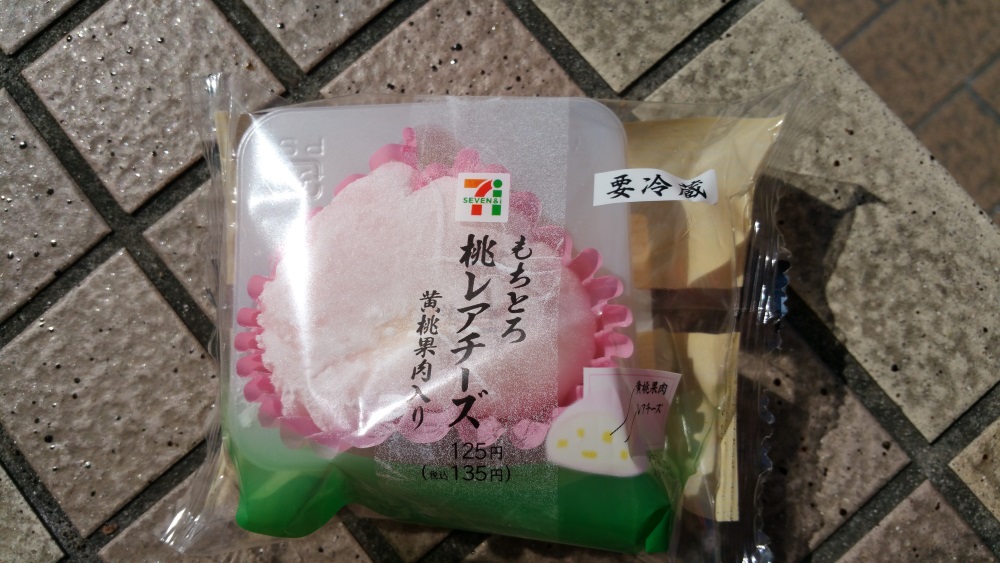 SEVEN&i
要冷蔵
もちとろ
桃レアチーズ
黄桃果肉入り
125円
(税込135円)
黄桃果肉
レアチーズ